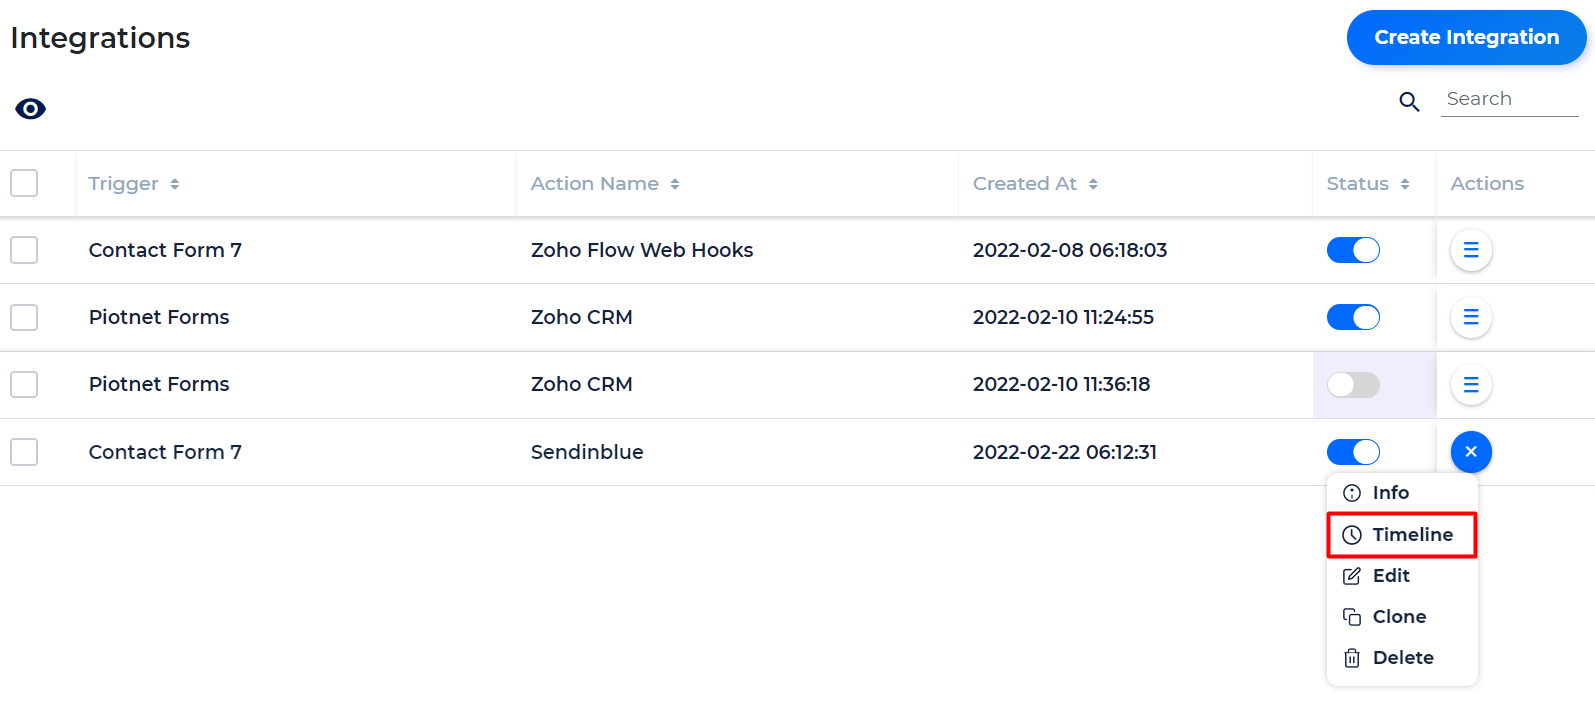 Integrations
Create Integration
Search
Trigger Action Name Created At Status Actions
Contact Form 7 Zoho Flow Web Hooks 2022-02-08 06:18:03
Piotnet Forms Zoho CRM 2022-02-10 11:24:55
Piotnet Forms Zoho CRM 2022-02-10 11:36:18
Contact Form 7 Sendinblue 2022-02-22 06:12:31
Info
Timeline
Edit
Clone
Delete